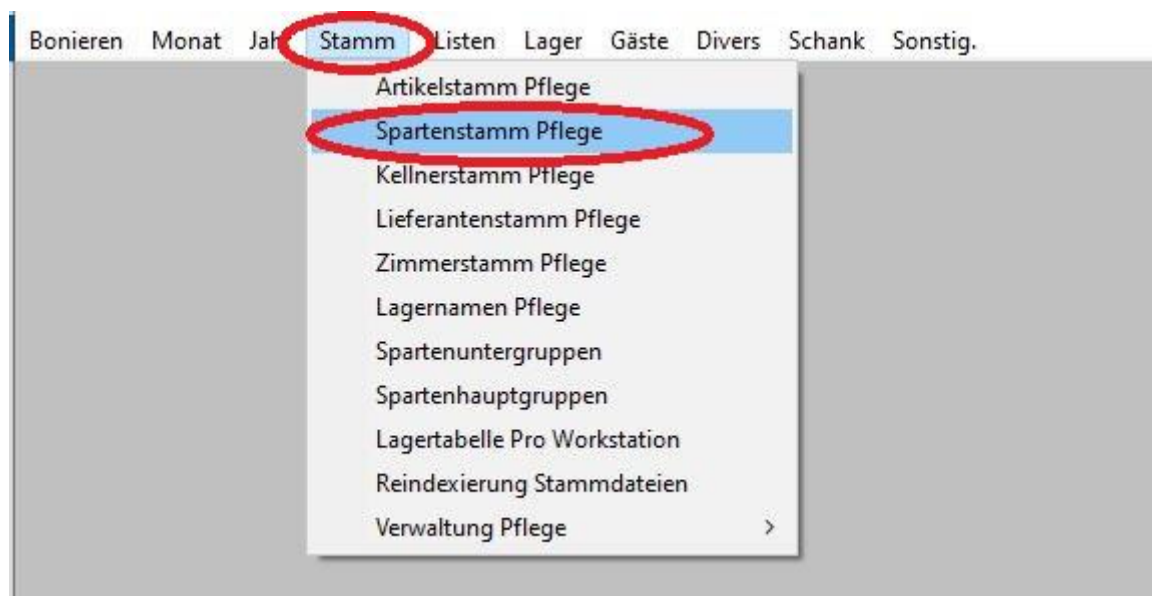 Bonieren Monat Jah Stamm Listen Lager Gäste Divers Schank Sonstig.
Artikelstamm Pflege
Spartenstamm Pflege
Kellnerstamm Pflege
Lieferantenstamm Pflege
Zimmerstamm Pflege
Lagernamen Pflege
Spartenuntergruppen
Spartenhauptgruppen
Lagertabelle Pro Workstation
Reindexierung Stammdateien
Verwaltung Pflege >